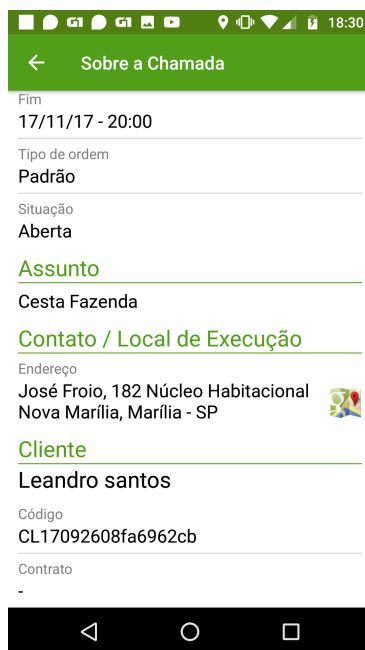 G1 G1 18:30
Sobre a Chamada
Fim
17/11/17 - 20:00
Tipo de ordem
Padrão
Situação
Aberta
Assunto
Cesta Fazenda
Contato / Local de Execução
Endereço
José Froio, 182 Núcleo Habitacional
Nova Marília, Marília - SP
Cliente
Leandro santos
Código
CL17092608fa6962cb
Contrato
-